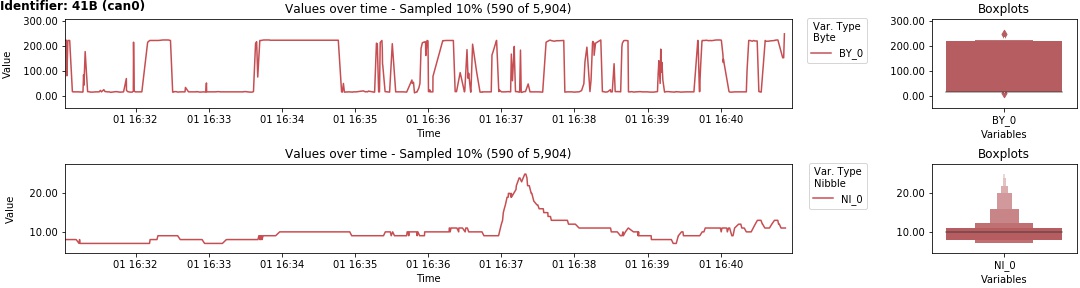 Identifier: 41B (can0)
Values over time - Sampled 10% (590 of 5,904)
Value
300.00
200.00
100.00
0.00
01 16:32 01 16:33 01 16:34 01 16:35 01 16:36 01 16:37 01 16:38 01 16:39 01 16:40
Time
Var. Type
Byte
BY_0
Boxplots
300.00
200.00
100.00
0.00
BY_0
Variables
Values over time - Sampled 10% (590 of 5,904)
Value
20.00
10.00
01 16:32 01 16:33 01 16:34 01 16:35 01 16:36 01 16:37 01 16:38 01 16:39 01 16:40
Time
Var. Type
Nibble
NI_0
Boxplots
20.00
10.00
NI_0
Variables